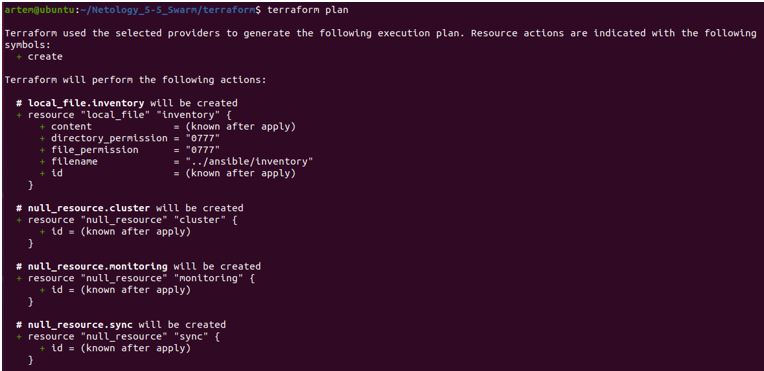 artem@ubuntu:~/Netology_5-5_Swarm/terraform$ terraform plan
Terraform used the selected providers to generate the following execution plan. Resource actions are indicated with the following
symbols:
  + create
Terraform will perform the following actions:
  # local_file.inventory will be created
  + resource "local_file" "inventory" {
      + content              = (known after apply)
      + directory_permission = "0777"
      + file_permission      = "0777"
      + filename             = "../ansible/inventory"
      + id                   = (known after apply)
    }
  # null_resource.cluster will be created
  + resource "null_resource" "cluster" {
      + id = (known after apply)
    }
  # null_resource.monitoring will be created
  + resource "null_resource" "monitoring" {
      + id = (known after apply)
    }
  # null_resource.sync will be created
  + resource "null_resource" "sync" {
      + id = (known after apply)
    }